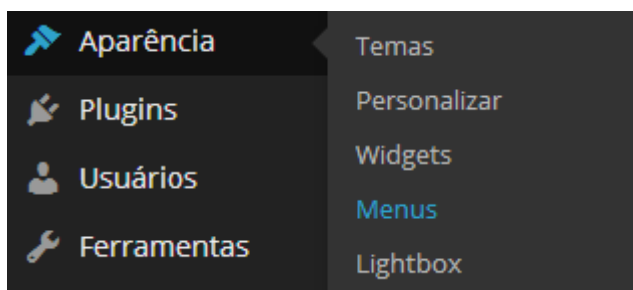 Aparência
Plugins
Usuários
Ferramentas
Temas
Personalizar
Widgets
Menus
Lightbox